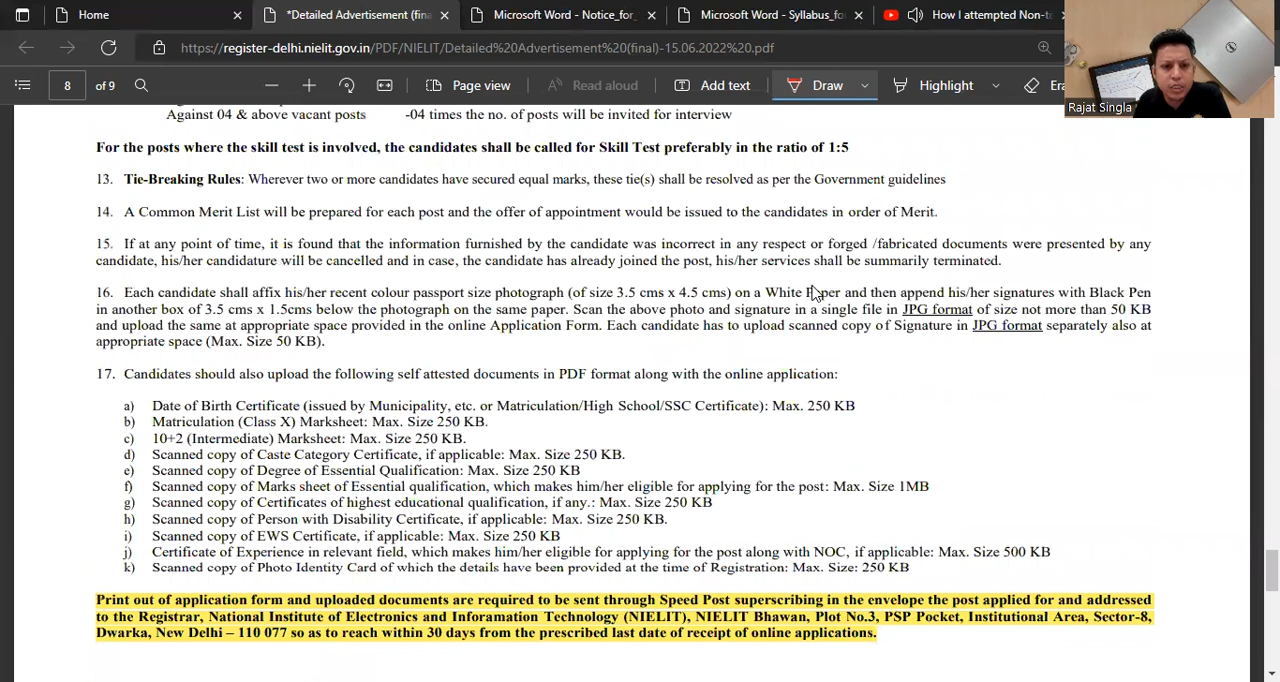 Home
*Detailed Advertisement (fin
Microsoft Word - Notice_for_
Microsoft Word - Syllabus_fo
How I attempted Non-te
https://register-delhi.nielit.gov.in/PDF/NIELIT/Detailed%20Advertisement%20(final)-15.06.2022%20.pdf
8 of 9
Page view
Read aloud
Add text
Draw
Highlight
Era
Rajat Singla
Against 04 & above vacant posts -04 times the no. of posts will be invited for interview
For the posts where the skill test is involved, the candidates shall be called for Skill Test preferably in the ratio of 1:5
13. Tie-Breaking Rules: Wherever two or more candidates have secured equal marks, these tie(s) shall be resolved as per the Government guidelines
14. A Common Merit List will be prepared for each post and the offer of appointment would be issued to the candidates in order of Merit.
15. If at any point of time, it is found that the information furnished by the candidate was incorrect in any respect or forged /fabricated documents were presented by any
candidate, his/her candidature will be cancelled and in case, the candidate has already joined the post, his/her services shall be summarily terminated.
16. Each candidate shall affix his/her recent colour passport size photograph (of size 3.5 cms x 4.5 cms) on a White Paper and then append his/her signatures with Black Pen
in another box of 3.5 cms x 1.5cms below the photograph on the same paper. Scan the above photo and signature in a single file in JPG format of size not more than 50 KB
and upload the same at appropriate space provided in the online Application Form. Each candidate has to upload scanned copy of Signature in JPG format separately also at
appropriate space (Max. Size 50 KB).
17. Candidates should also upload the following self attested documents in PDF format along with the online application:
a) Date of Birth Certificate (issued by Municipality, etc. or Matriculation/High School/SSC Certificate): Max. 250 KB
b) Matriculation (Class X) Marksheet: Max. Size 250 KB.
c) 10+2 (Intermediate) Marksheet: Max. Size 250 KB.
d) Scanned copy of Caste Category Certificate, if applicable: Max. Size 250 KB.
e) Scanned copy of Degree of Essential Qualification: Max. Size 250 KB
f) Scanned copy of Marks sheet of Essential qualification, which makes him/her eligible for applying for the post: Max. Size 1MB
g) Scanned copy of Certificates of highest educational qualification, if any.: Max. Size 250 KB
h) Scanned copy of Person with Disability Certificate, if applicable: Max. Size 250 KB.
i) Scanned copy of EWS Certificate, if applicable: Max. Size 250 KB
j) Certificate of Experience in relevant field, which makes him/her eligible for applying for the post along with NOC, if applicable: Max. Size 500 KB
k) Scanned copy of Photo Identity Card of which the details have been provided at the time of Registration: Max. Size: 250 KB
Print out of application form and uploaded documents are required to be sent through Speed Post superscribing in the envelope the post applied for and addressed
to the Registrar, National Institute of Electronics and Inforamation Technology (NIELIT), NIELIT Bhawan, Plot No.3, PSP Pocket, Institutional Area, Sector-8,
Dwarka, New Delhi – 110 077 so as to reach within 30 days from the prescribed last date of receipt of online applications.